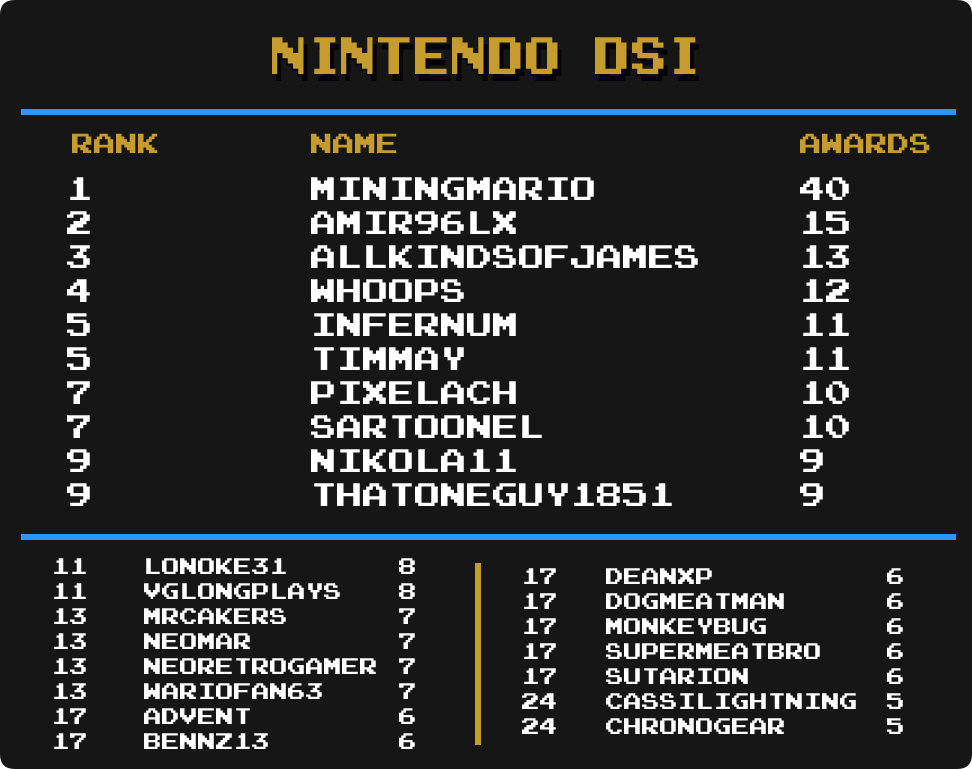 NINTENDO DSI
RANK NAME AWARDS
1 MININGMARIO 40
2 AMIR96LX 15
3 ALLKINDSOFJAMES 13
4 WHOOPS 12
5 INFERNUM 11
5 TIMMAY 11
7 PIXELACH 10
7 SARTOONEL 10
9 NIKOLA11 9
9 THATONEGUY1851 9
11 LONOKE31 8
11 VGLONGPLAYS 8
13 MRCAKERS 7
13 NEOMAR 7
13 NEORETROGAMER 7
13 WARIOFAN63 7
17 ADVENT 6
17 BENNZ13 6
17 DEANXP 6
17 DOGMEATMAN 6
17 MONKEYBUG 6
17 SUPERMEATBRO 6
17 SUTARION 6
24 CASSILIGHTNING 5
24 CHRONOGEAR 5